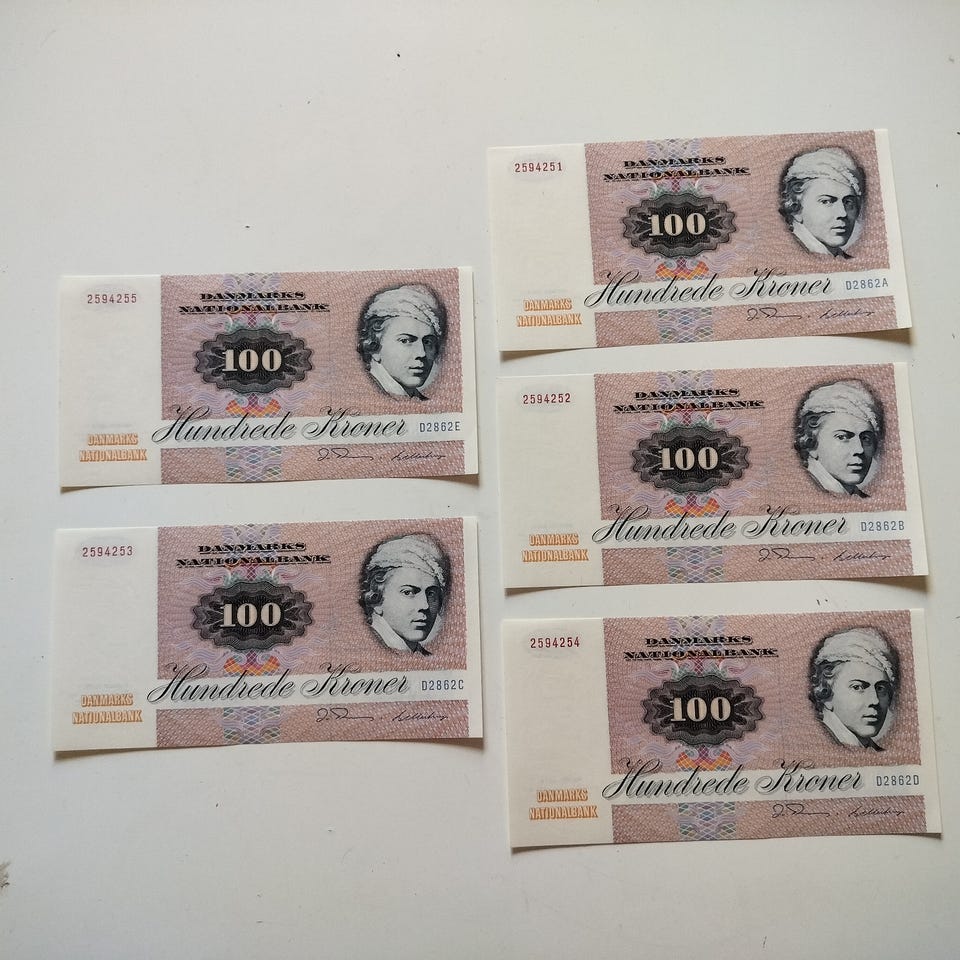 2594255
DANMARKS
NATIONALBANK
100
Hundrede Kroner D2862E
DANMARKS
NATIONALBANK
2594253
DANMARKS
NATIONALBANK
100
Hundrede Kroner D2862C
DANMARKS
NATIONALBANK
2594251
DANMARKS
NATIONALBANK
100
Hundrede Kroner D2862A
DANMARKS
NATIONALBANK
2594252
DANMARKS
NATIONALBANK
100
Hundrede Kroner D2862B
DANMARKS
NATIONALBANK
2594254
DANMARKS
NATIONALBANK
100
Hundrede Kroner D2862D
DANMARKS
NATIONALBANK